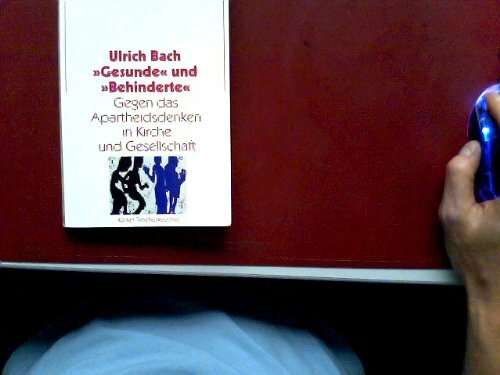 Ulrich Bach
»Gesunde« und
»Behinderte«
Gegen das
Apartheidsdenken
in Kirche
und Gesellschaft